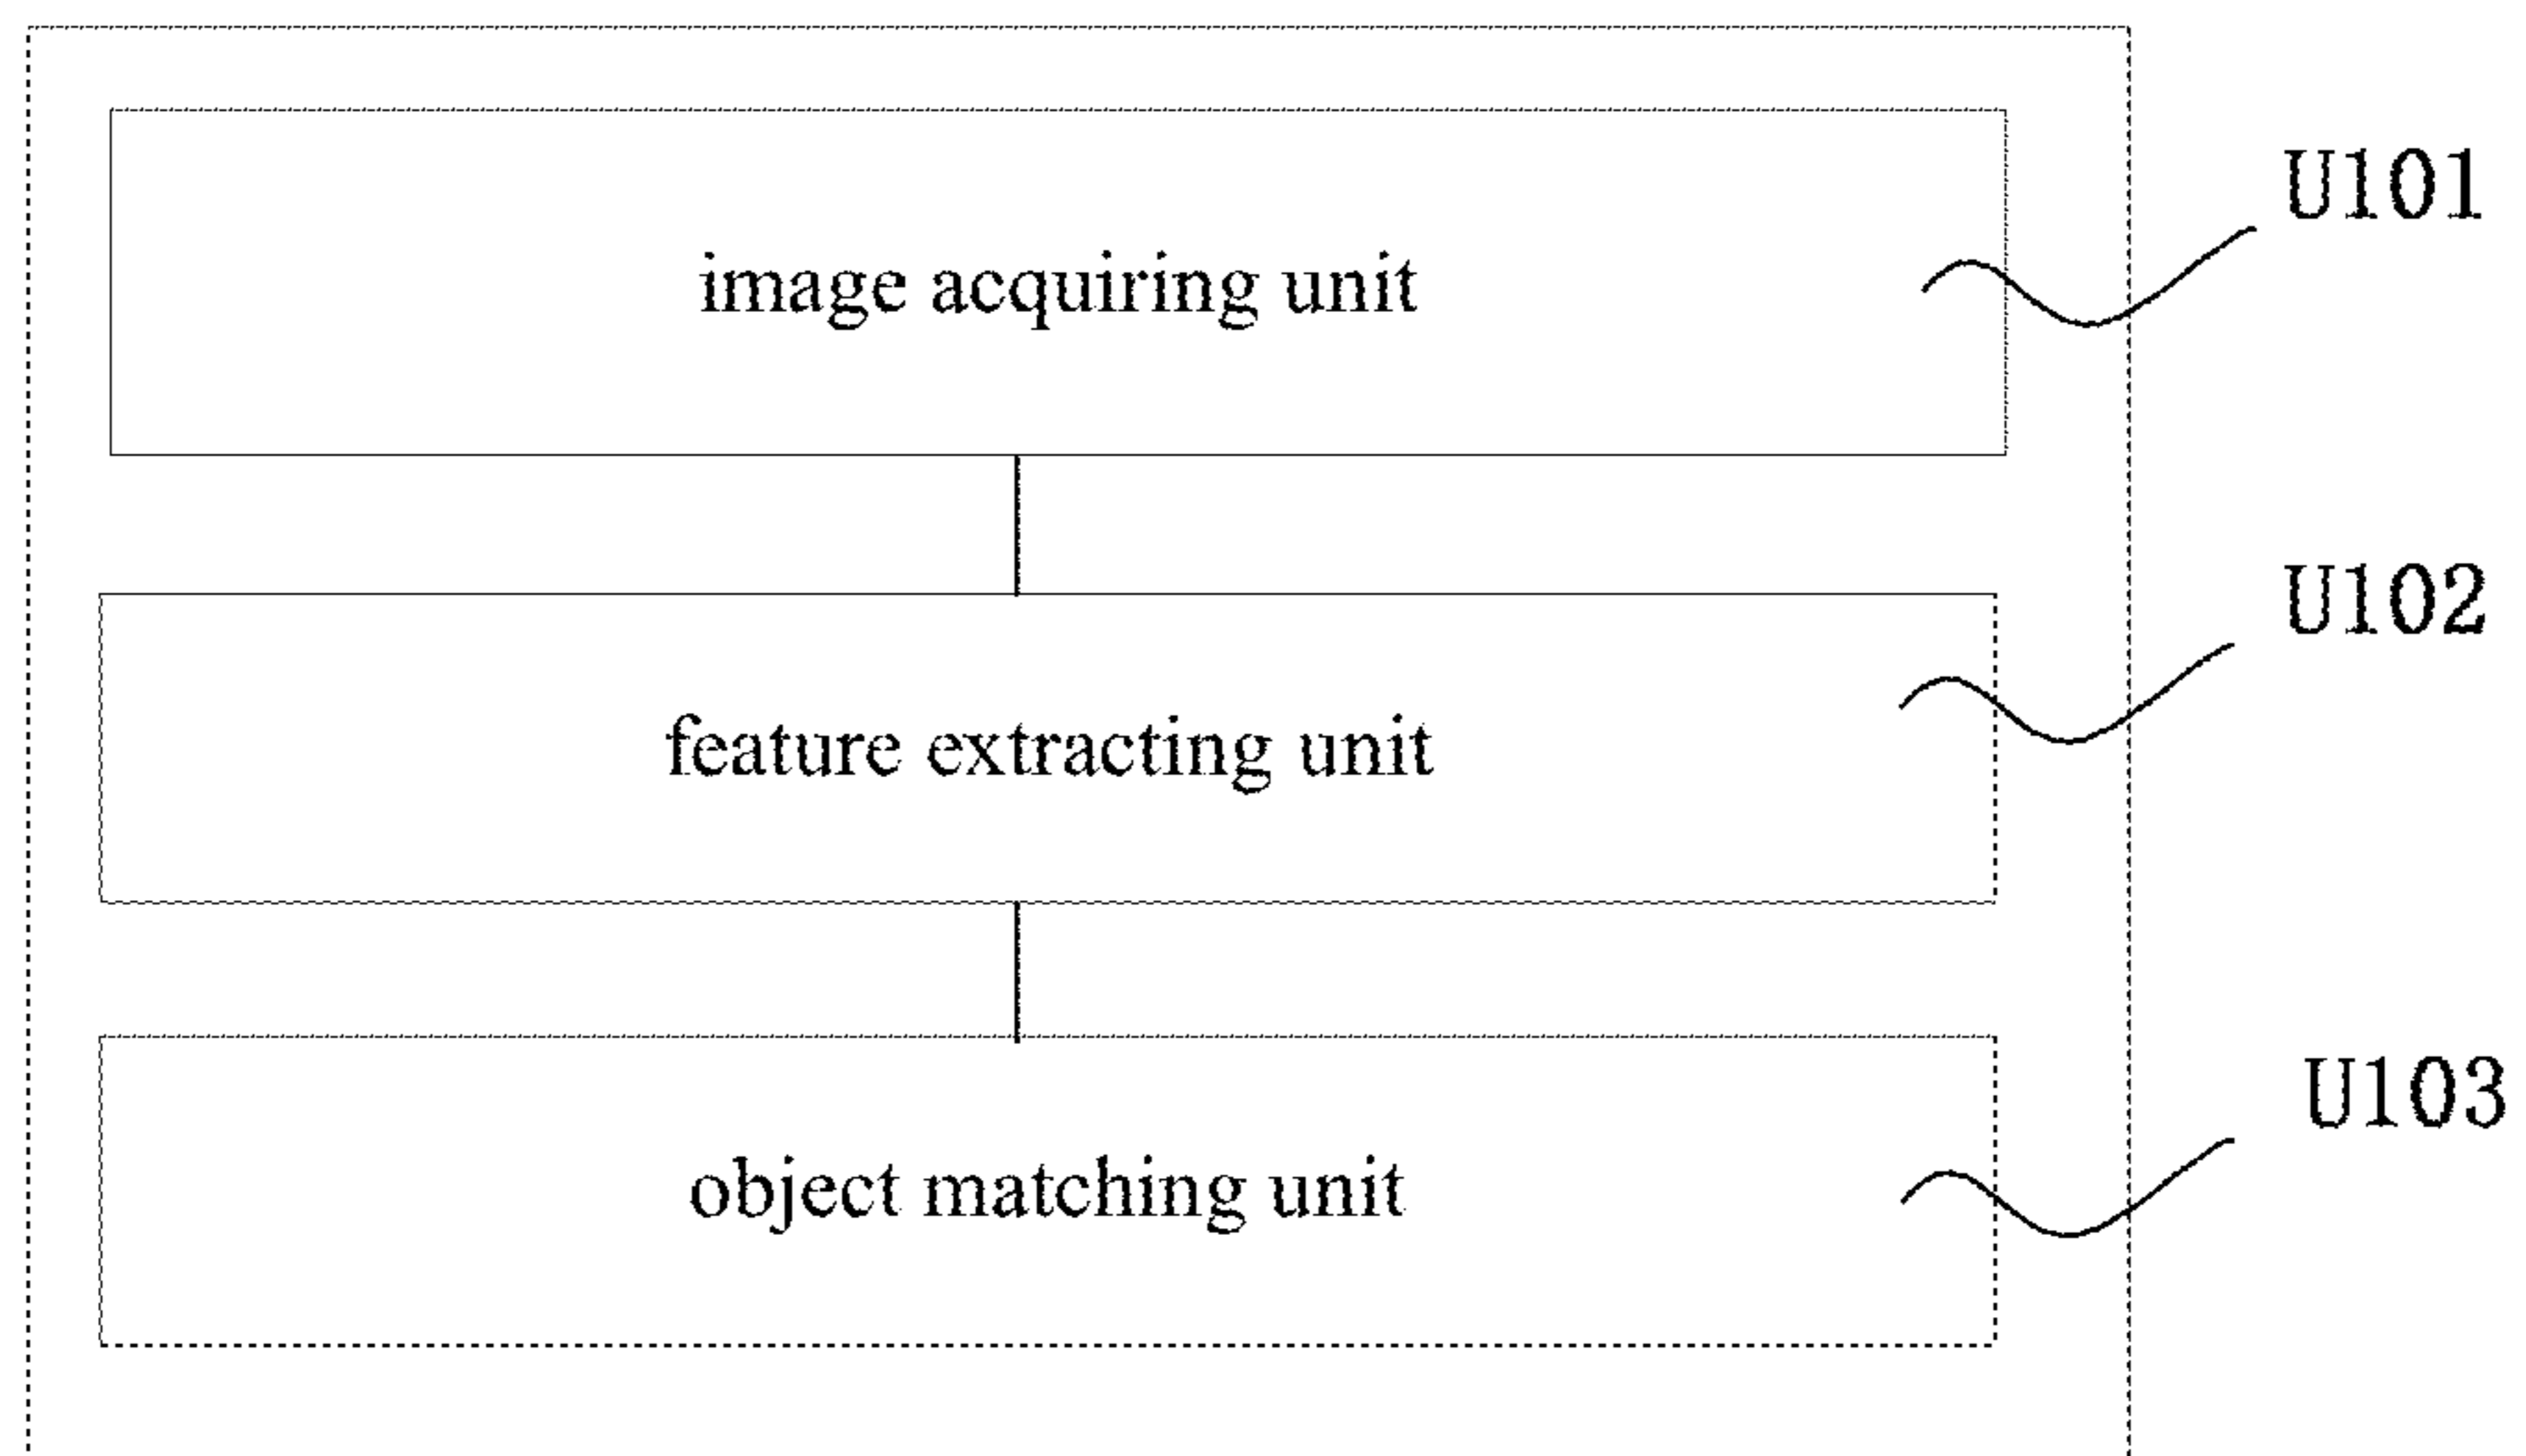 U101
image acquiring unit
U102
feature extracting unit
U103
object matching unit